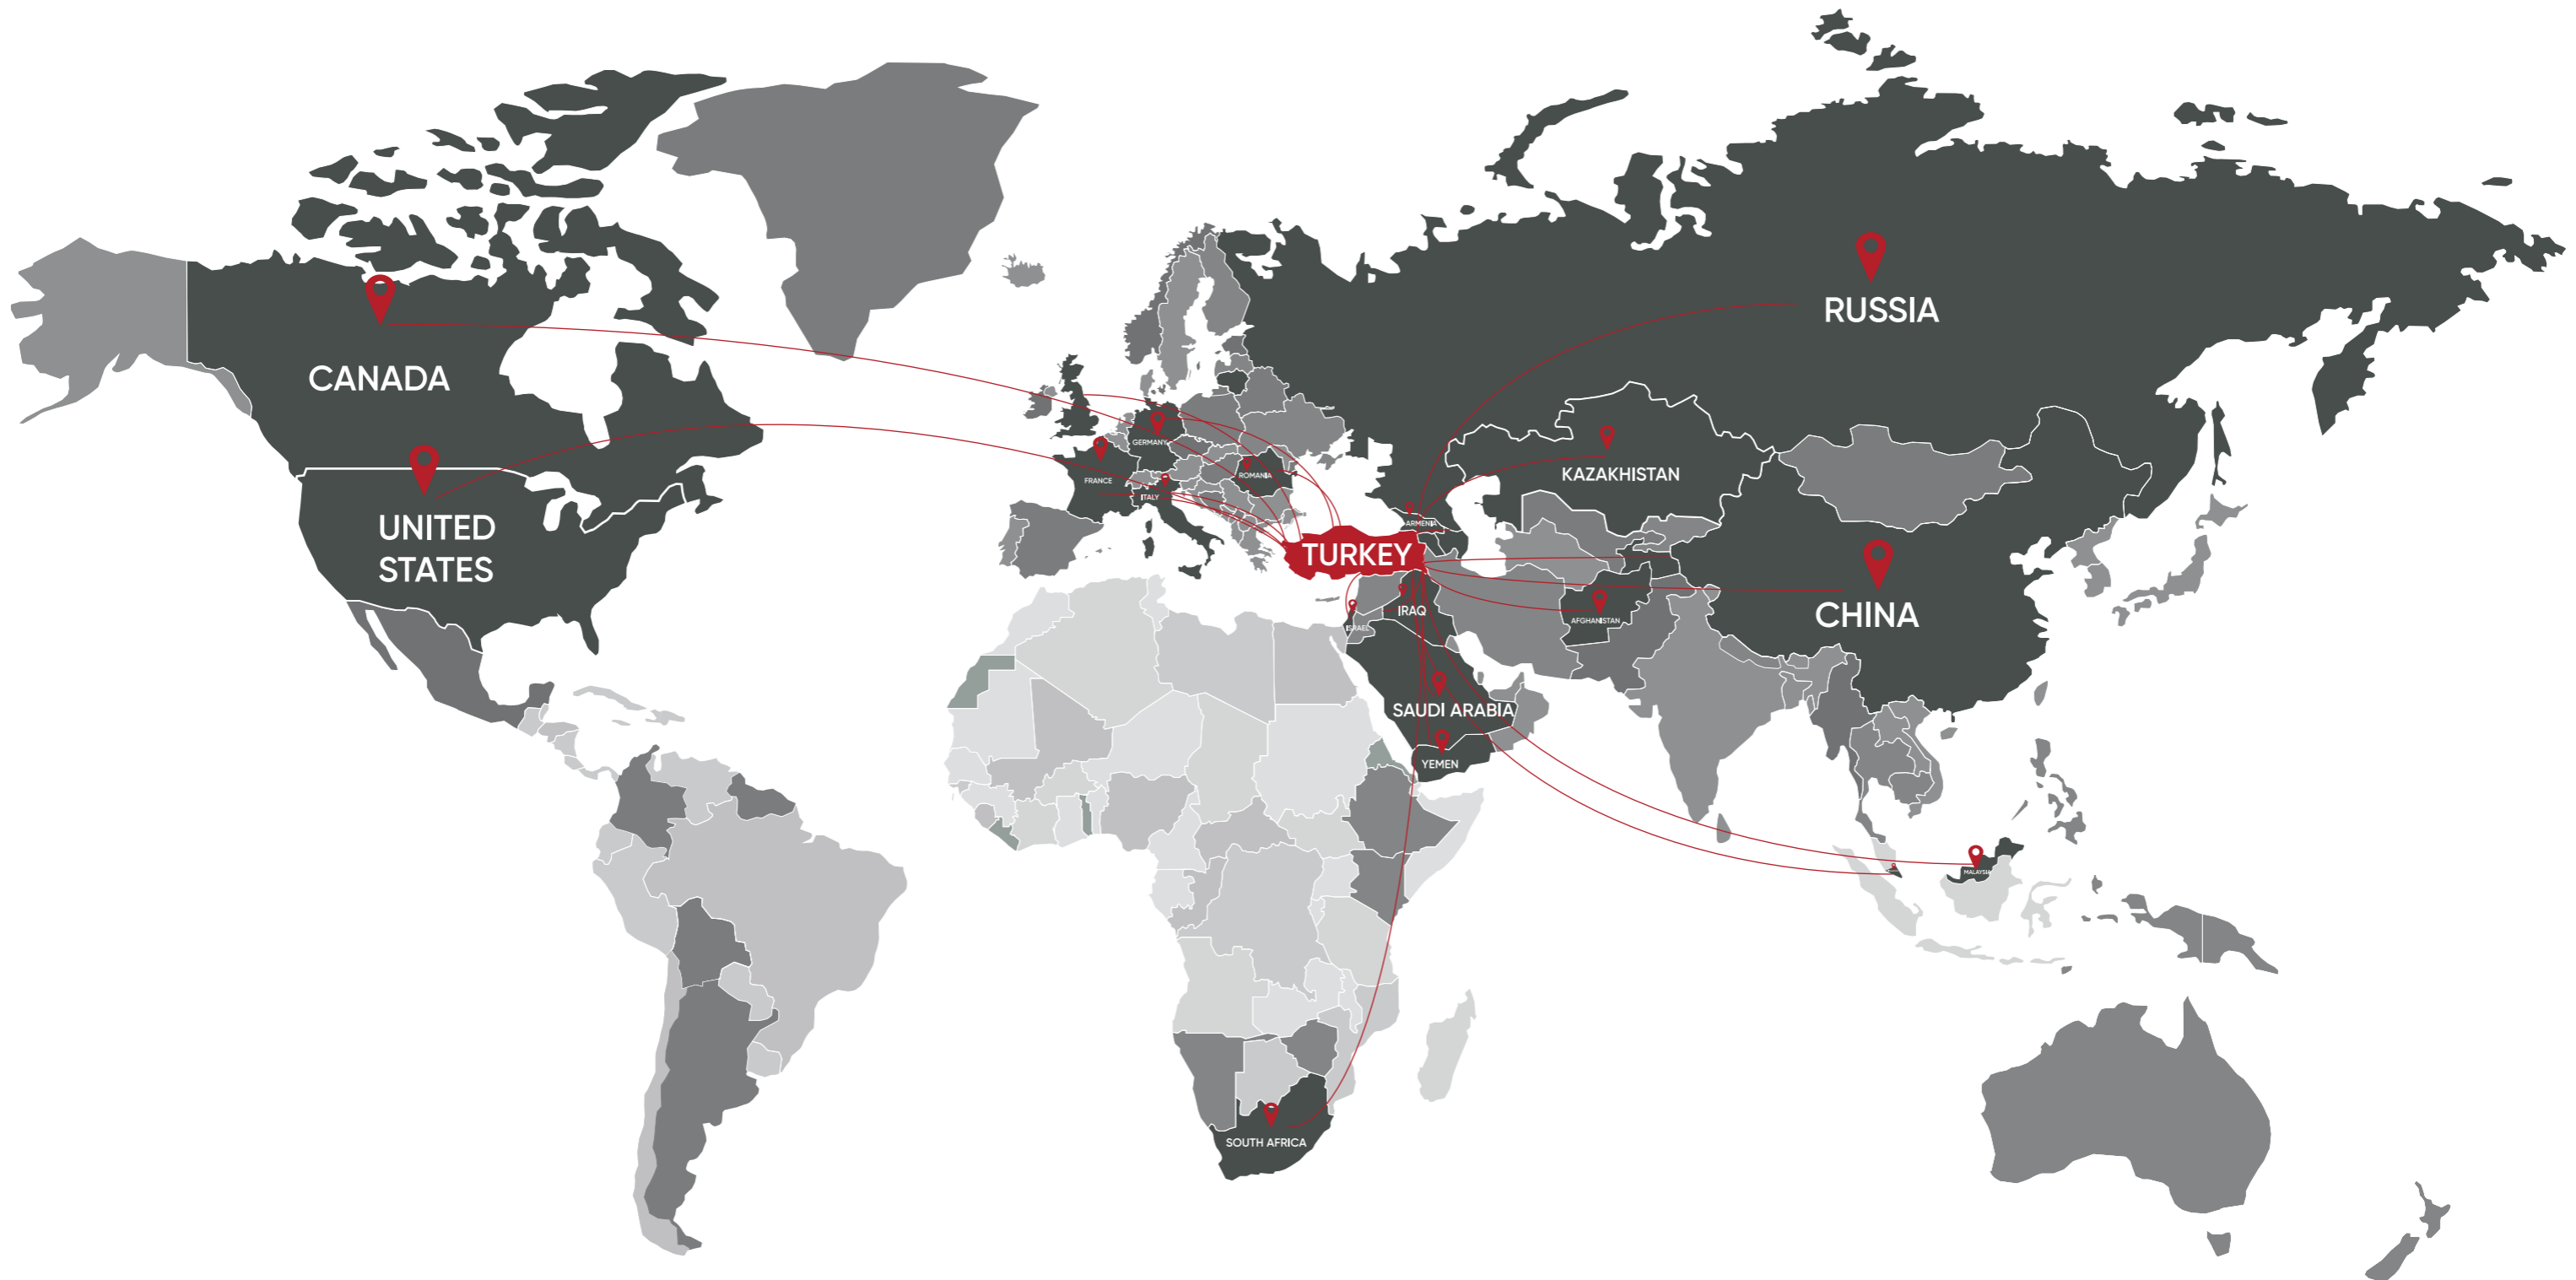 RUSSIA
CANADA
GERMANY
KAZAKHISTAN
ROMANIA
FRANCE
ITALY
UNITED
STATES
ARMENIA
TURKEY
IRAQ
CHINA
AFGHANISTAN
ISRAEL
SAUDI ARABIA
YEMEN
MALAYSIA
SOUTH AFRICA